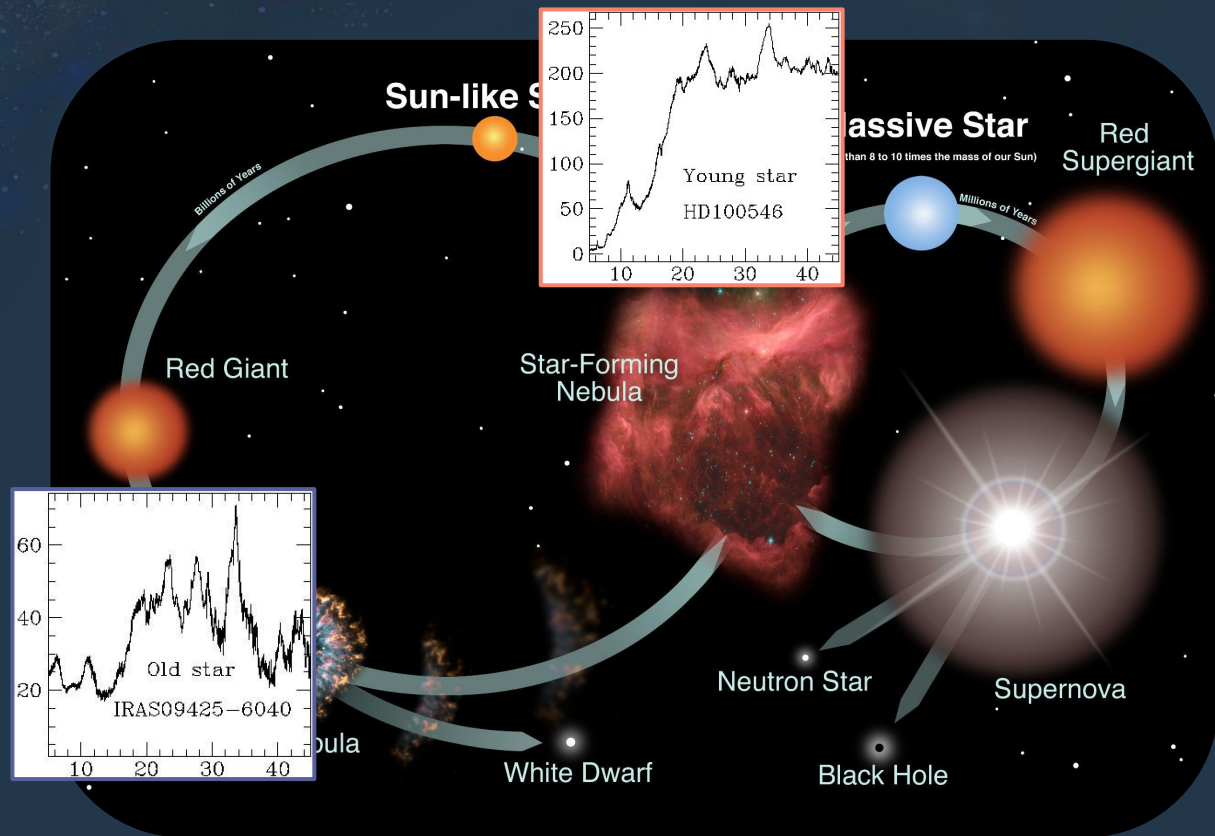 Sun-like S
assive Star
than 8 to 10 times the mass of our Sun)
Red
Supergiant
Billions of Years
Millions of Years
250
200
150
100
50
0
Young star
HD100546
10 20 30 40
Red Giant
Star-Forming
Nebula
60
40
20
Old star
IRAS09425-6040
10 20 30 40
bula
White Dwarf
Neutron Star
Black Hole
Supernova